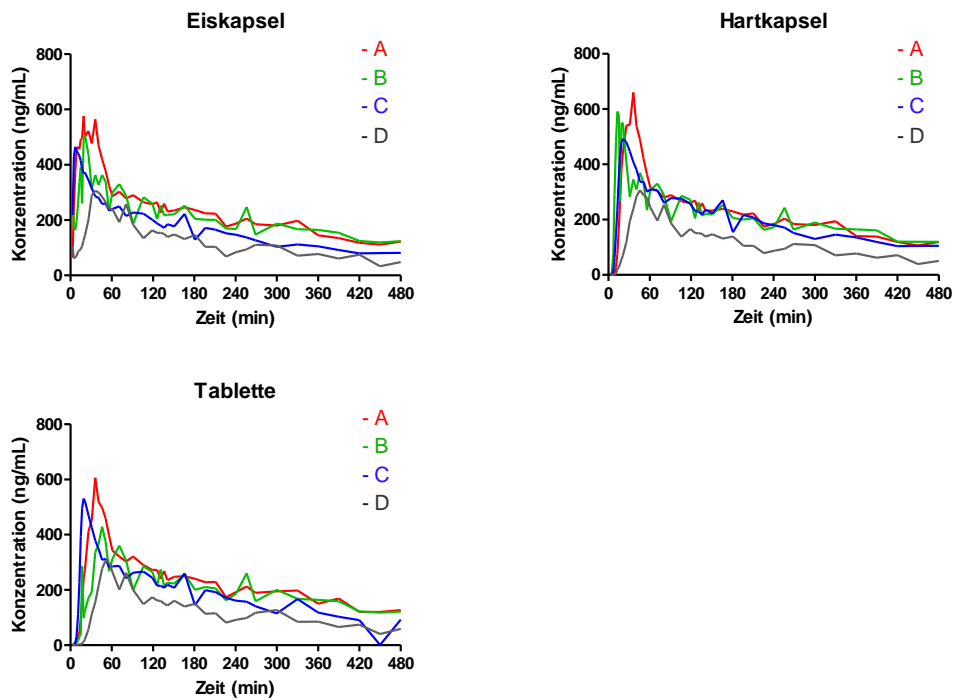 Eiskapsel
Konzentration (ng/mL)
800
600
400
200
0
- A
- B
- C
- D
0 60 120 180 240 300 360 420 480
Zeit (min)
Hartkapsel
Konzentration (ng/mL)
800
600
400
200
0
- A
- B
- C
- D
0 60 120 180 240 300 360 420 480
Zeit (min)
Tablette
Konzentration (ng/mL)
800
600
400
200
0
- A
- B
- C
- D
0 60 120 180 240 300 360 420 480
Zeit (min)